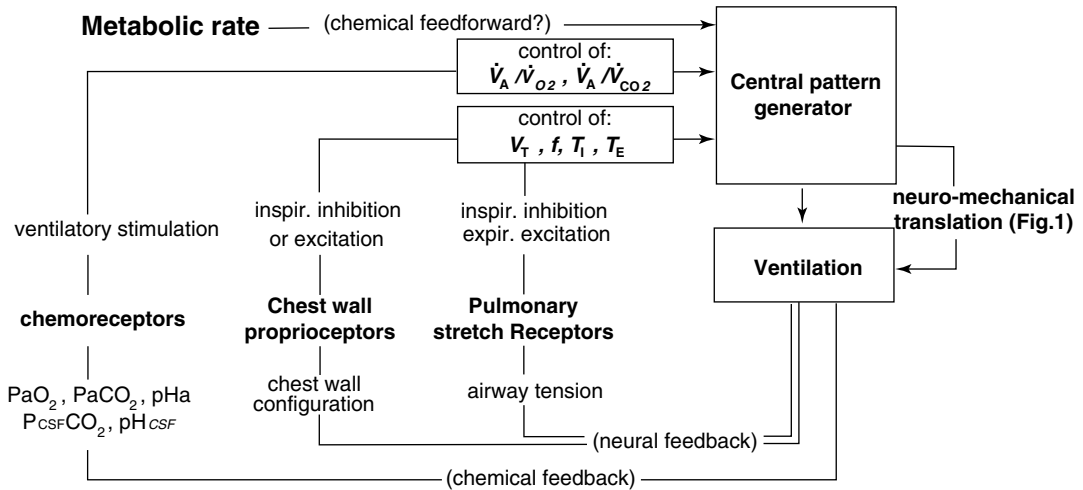 Metabolic rate
(chemical feedforward?)
control of:
V̇A /V̇O2 , V̇A /V̇CO2
Central pattern
generator
control of:
VT , f, TI , TE
neuro-mechanical
translation (Fig.1)
ventilatory stimulation
inspir. inhibition
or excitation
inspir. inhibition
expir. excitation
Ventilation
chemoreceptors
Chest wall
proprioceptors
Pulmonary
stretch Receptors
PaO2, PaCO2, pHa
PCSFCO2, pHCSF
chest wall
configuration
airway tension
(neural feedback)
(chemical feedback)